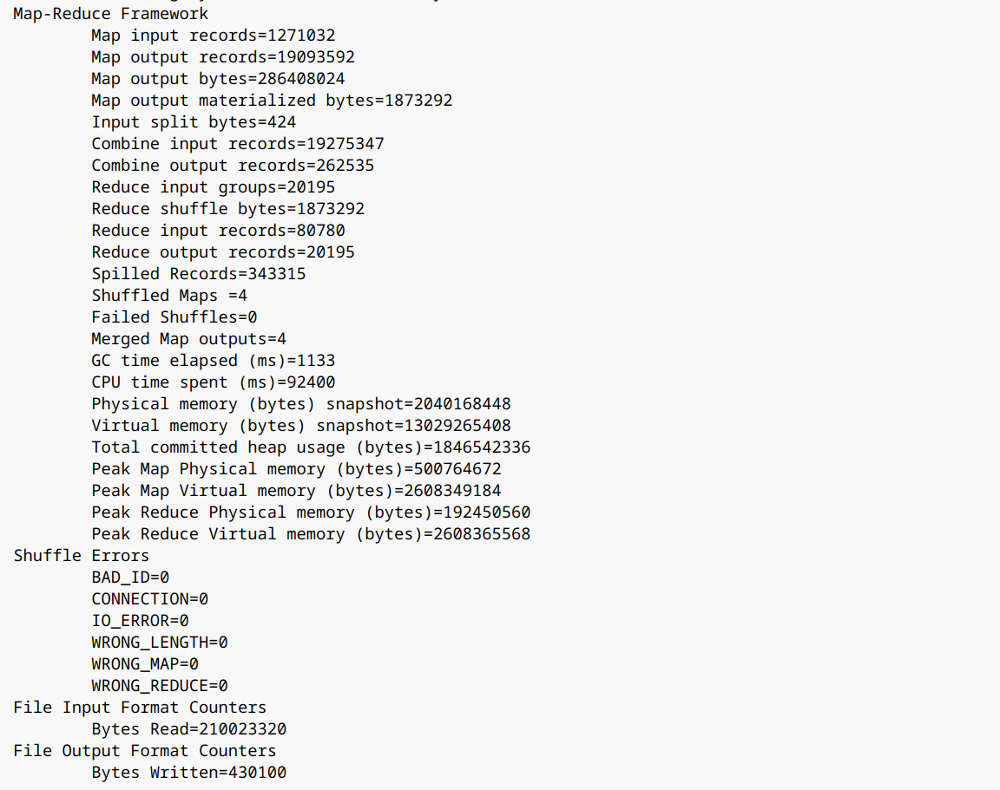 Map-Reduce Framework
Map input records=1271032
Map output records=19093592
Map output bytes=286408024
Map output materialized bytes=1873292
Input split bytes=424
Combine input records=19275347
Combine output records=262535
Reduce input groups=20195
Reduce shuffle bytes=1873292
Reduce input records=80780
Reduce output records=20195
Spilled Records=343315
Shuffled Maps =4
Failed Shuffles=0
Merged Map outputs=4
GC time elapsed (ms)=1133
CPU time spent (ms)=92400
Physical memory (bytes) snapshot=2040168448
Virtual memory (bytes) snapshot=13029265408
Total committed heap usage (bytes)=1846542336
Peak Map Physical memory (bytes)=500764672
Peak Map Virtual memory (bytes)=2608349184
Peak Reduce Physical memory (bytes)=192450560
Peak Reduce Virtual memory (bytes)=2608365568
Shuffle Errors
BAD_ID=0
CONNECTION=0
IO_ERROR=0
WRONG_LENGTH=0
WRONG_MAP=0
WRONG_REDUCE=0
File Input Format Counters
Bytes Read=210023320
File Output Format Counters
Bytes Written=430100